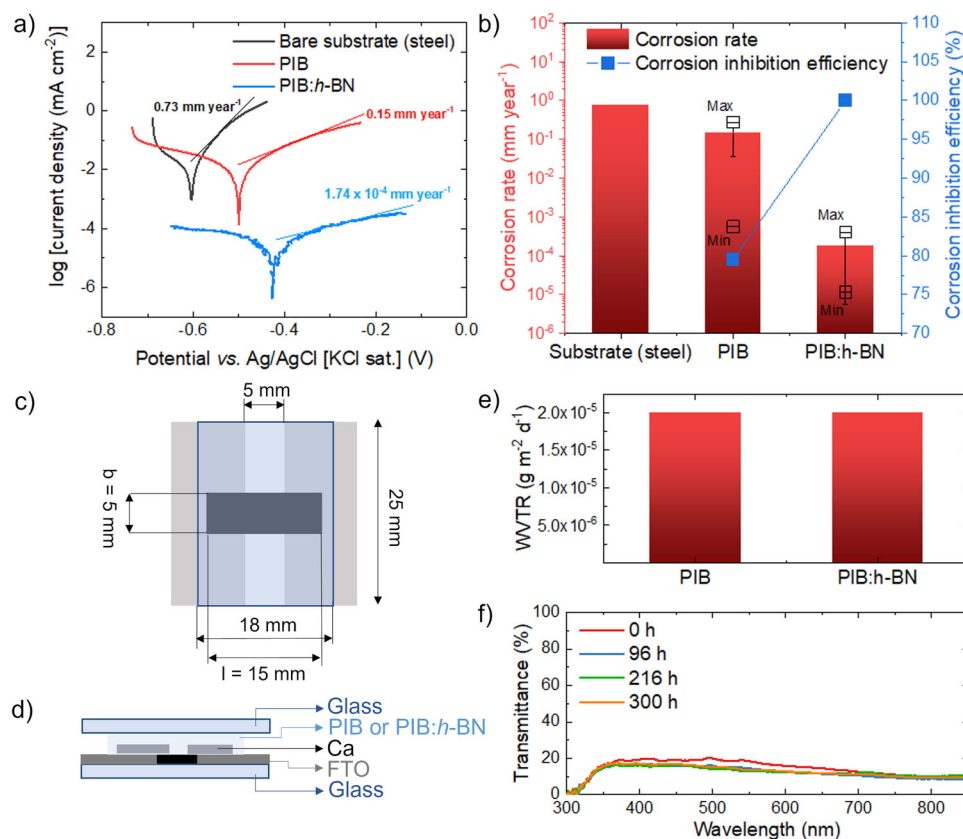 a)
log [current density (mA cm-2)]
2
0
-2
-4
-6
Bare substrate (steel)
PIB
PIB:h-BN
0.73 mm year-1
0.15 mm year-1
1.74 x 10-4 mm year-1
-0.8
-0.6
-0.4
-0.2
0.0
Potential vs. Ag/AgCl [KCl sat.] (V)
b)
Corrosion rate (mm year-1)
10^2
10^1
10^0
10^-1
10^-2
10^-3
10^-4
10^-5
10^-6
Corrosion rate
Corrosion inhibition efficiency
Max
Min
Max
Min
Substrate (steel)
PIB
PIB:h-BN
Corrosion inhibition efficiency (%)
110
105
100
95
90
85
80
75
70
c)
5 mm
b = 5 mm
25 mm
18 mm
l = 15 mm
d)
Glass
PIB or PIB:h-BN
Ca
FTO
Glass
e)
WVTR (g m-2 d-1)
2.0x10-5
1.5x10-5
1.0x10-5
5.0x10-6
PIB
PIB:h-BN
f)
Transmittance (%)
100
80
60
40
20
0
0 h
96 h
216 h
300 h
300
400
500
600
700
800
Wavelength (nm)